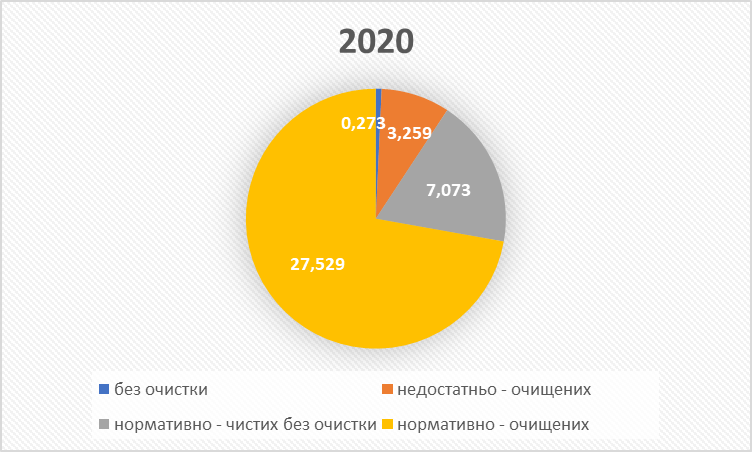 2020
0,273
3,259
7,073
27,529
без очистки
недостатньо - очищених
нормативно - чистих без очистки
нормативно - очищених